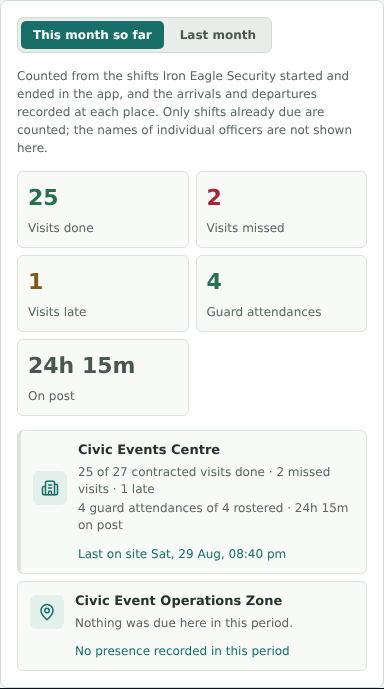 This month so far
Last month
Counted from the shifts Iron Eagle Security started and
ended in the app, and the arrivals and departures
recorded at each place. Only shifts already due are
counted; the names of individual officers are not shown
here.
25
Visits done
2
Visits missed
1
Visits late
4
Guard attendances
24h 15m
On post
Civic Events Centre
25 of 27 contracted visits done · 2 missed
visits · 1 late
4 guard attendances of 4 rostered · 24h 15m
on post
Last on site Sat, 29 Aug, 08:40 pm
Civic Event Operations Zone
Nothing was due here in this period.
No presence recorded in this period